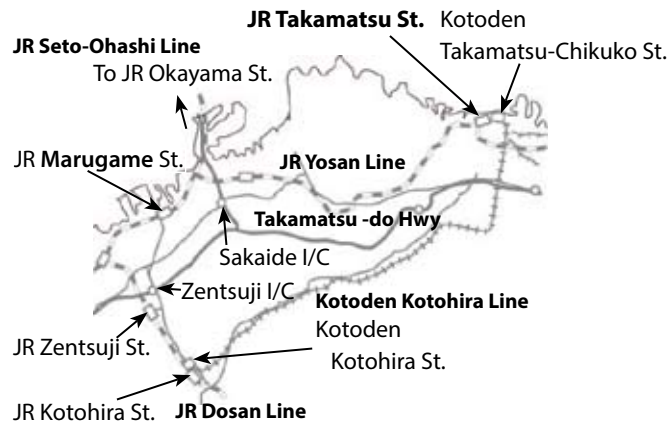 JR Takamatsu St.
Kotoden
Takamatsu-Chikuko St.
JR Seto-Ohashi Line
To JR Okayama St.
JR Marugame St.
JR Yosan Line
Takamatsu -do Hwy
Sakaide I/C
Zentsuji I/C
Kotoden Kotohira Line
Kotoden
Kotohira St.
JR Zentsuji St.
JR Kotohira St.
JR Dosan Line